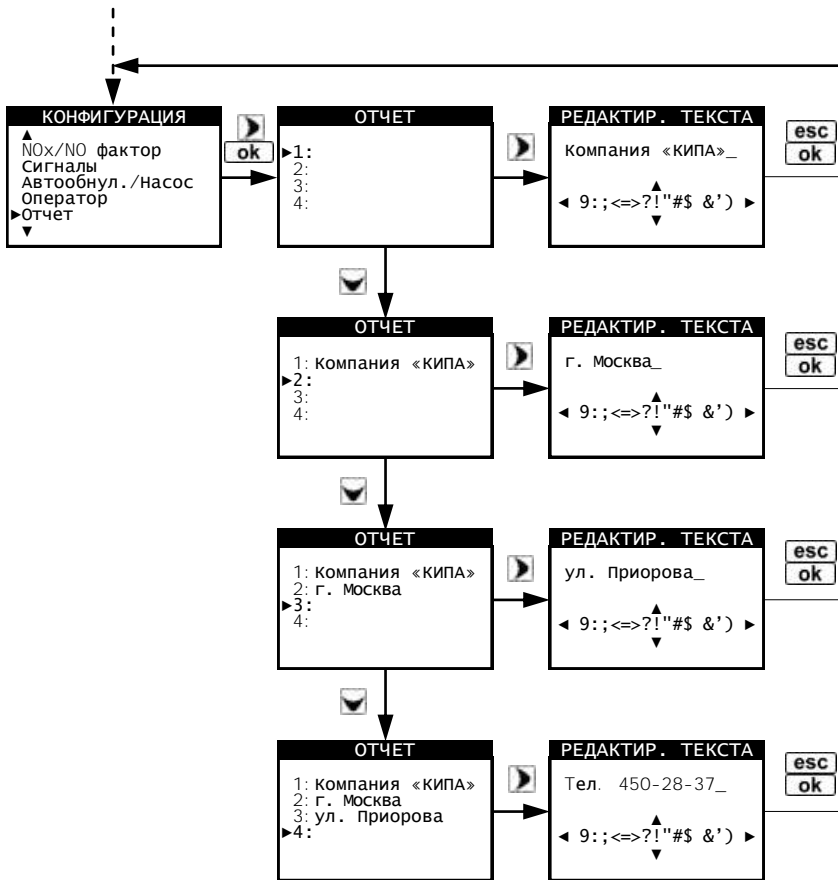 КОНФИГУРАЦИЯ
▲
NOx/NO фактор
Сигналы
Автообнул./Насос
Оператор
►Отчет
▼
ok
ОТЧЕТ
►1:
2:
3:
4:
РЕДАКТИР. ТЕКСТА
Компания «КИПА»_
▲
◄ 9:;<=>?!"#$ &') ►
▼
esc
ok
ОТЧЕТ
1: Компания «КИПА»
►2:
3:
4:
РЕДАКТИР. ТЕКСТА
г. Москва_
▲
◄ 9:;<=>?!"#$ &') ►
▼
esc
ok
ОТЧЕТ
1: Компания «КИПА»
2: г. Москва
►3:
4:
РЕДАКТИР. ТЕКСТА
ул. Приорова_
▲
◄ 9:;<=>?!"#$ &') ►
▼
esc
ok
ОТЧЕТ
1: Компания «КИПА»
2: г. Москва
3: ул. Приорова
►4:
РЕДАКТИР. ТЕКСТА
Тел. 450-28-37_
▲
◄ 9:;<=>?!"#$ &') ►
▼
esc
ok